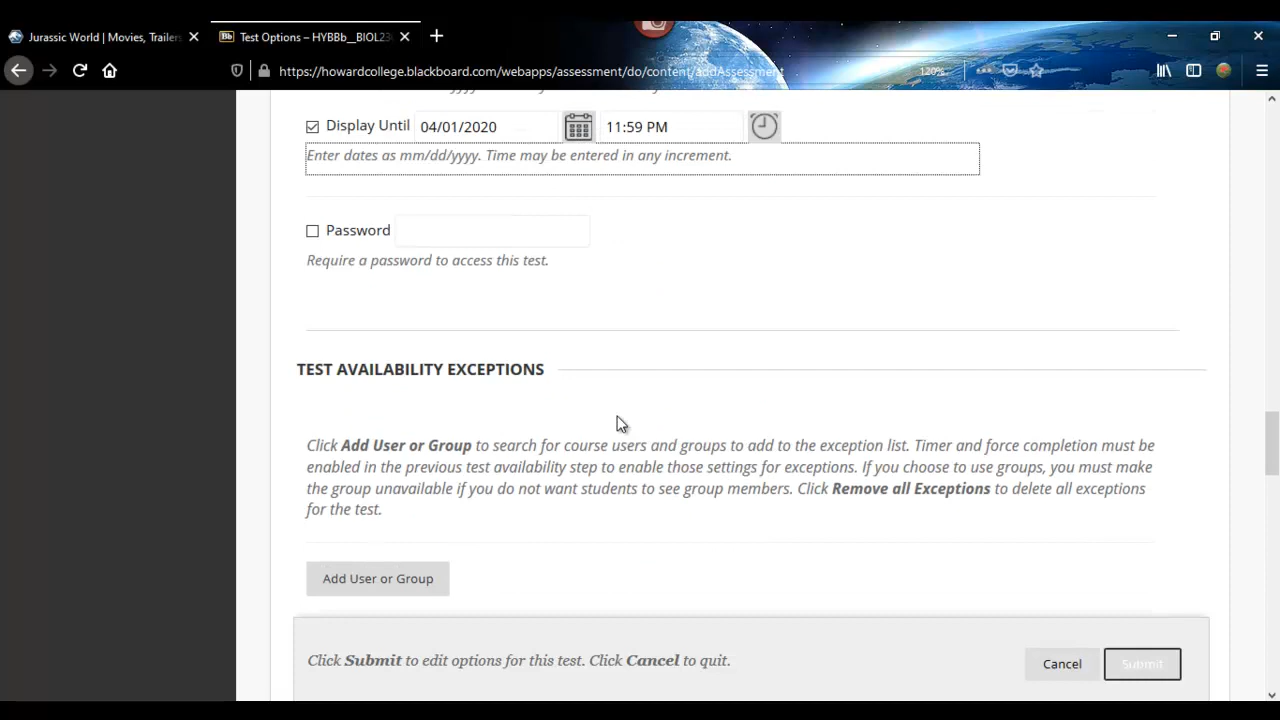 Jurassic World | Movies, Trailers
Test Options – HYBBb__BIOL23
https://howardcollege.blackboard.com/webapps/assessment/do/content/addAssessment
120%
Display Until 04/01/2020 11:59 PM
Enter dates as mm/dd/yyyy. Time may be entered in any increment.
Password
Require a password to access this test.
TEST AVAILABILITY EXCEPTIONS
Click Add User or Group to search for course users and groups to add to the exception list. Timer and force completion must be
enabled in the previous test availability step to enable those settings for exceptions. If you choose to use groups, you must make
the group unavailable if you do not want students to see group members. Click Remove all Exceptions to delete all exceptions
for the test.
Add User or Group
Click Submit to edit options for this test. Click Cancel to quit.
Cancel
Submit